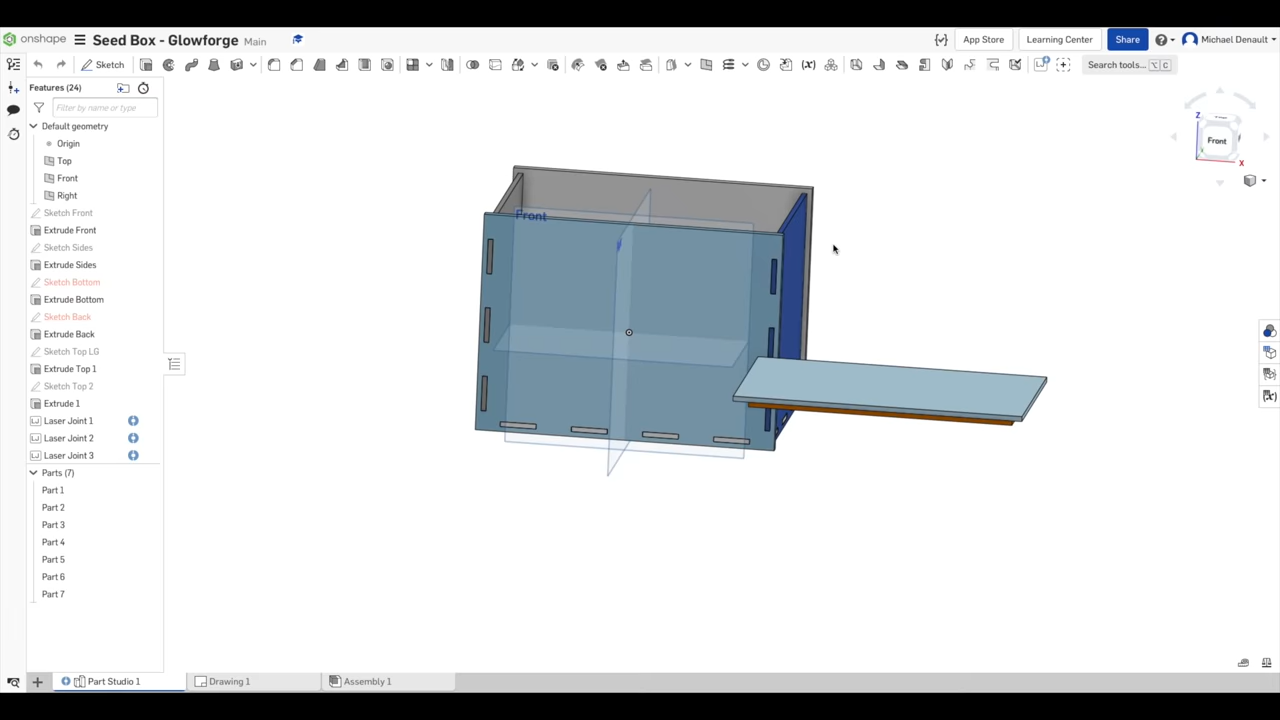 onshape Seed Box - Glowforge Main App Store Learning Center Share Michael Denault
Sketch Search tools... ⌥ C
Features (24)
Filter by name or type
Default geometry
Origin
Top
Front
Right
Sketch Front
Extrude Front
Sketch Sides
Extrude Sides
Sketch Bottom
Extrude Bottom
Sketch Back
Extrude Back
Sketch Top LG
Extrude Top 1
Sketch Top 2
Extrude 1
Laser Joint 1
Laser Joint 2
Laser Joint 3
Parts (7)
Part 1
Part 2
Part 3
Part 4
Part 5
Part 6
Part 7
Front
Z
Front
X
Part Studio 1 Drawing 1 Assembly 1